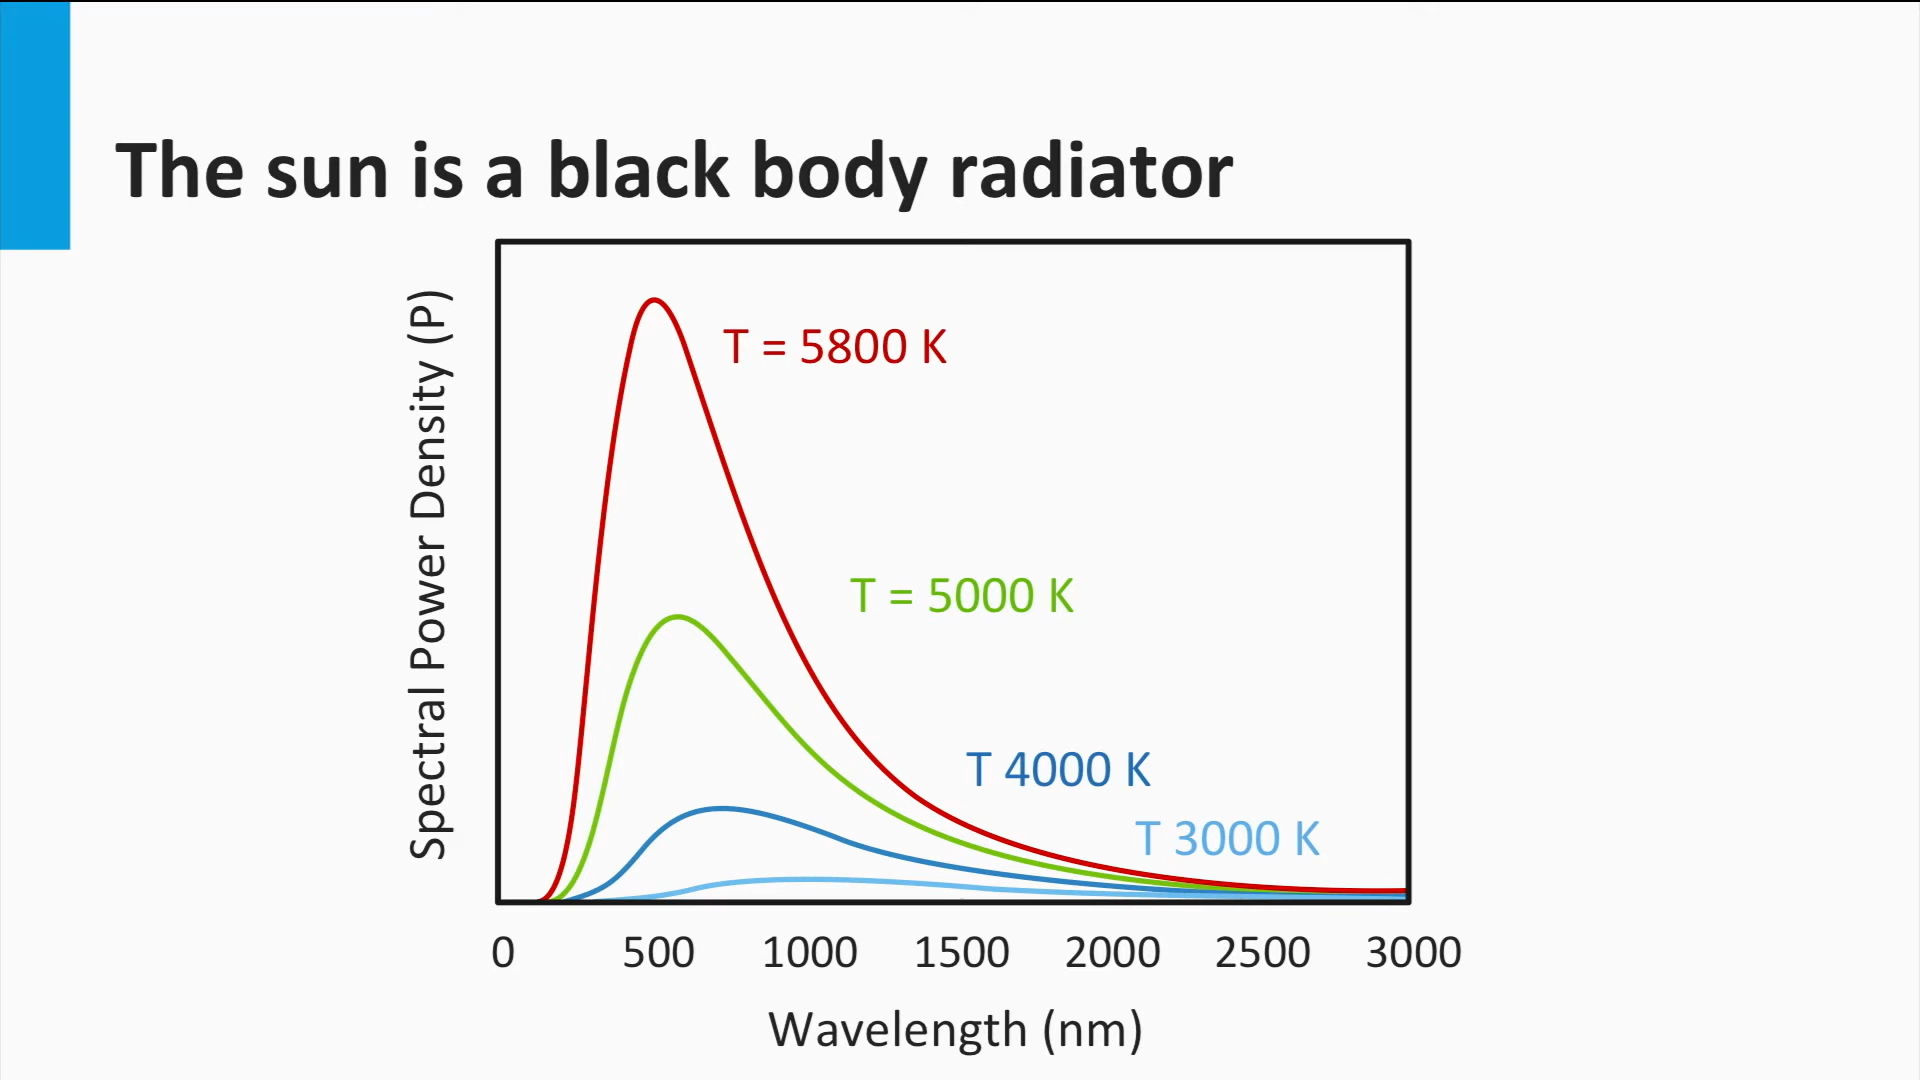 The sun is a black body radiator
Spectral Power Density (P)
T = 5800 K
T = 5000 K
T 4000 K
T 3000 K
0 500 1000 1500 2000 2500 3000
Wavelength (nm)